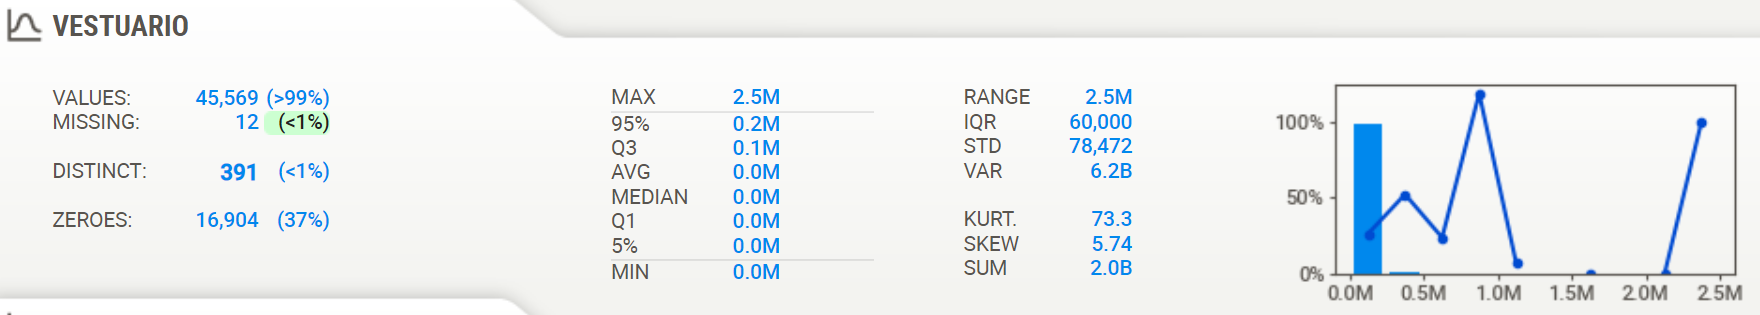 VESTUARIO
VALUES: 45,569 (>99%)
MISSING: 12 (<1%)
DISTINCT: 391 (<1%)
ZEROES: 16,904 (37%)
MAX 2.5M
95% 0.2M
Q3 0.1M
AVG 0.0M
MEDIAN 0.0M
Q1 0.0M
5% 0.0M
MIN 0.0M
RANGE 2.5M
IQR 60,000
STD 78,472
VAR 6.2B
KURT. 73.3
SKEW 5.74
SUM 2.0B
100%
50%
0%
0.0M 0.5M 1.0M 1.5M 2.0M 2.5M